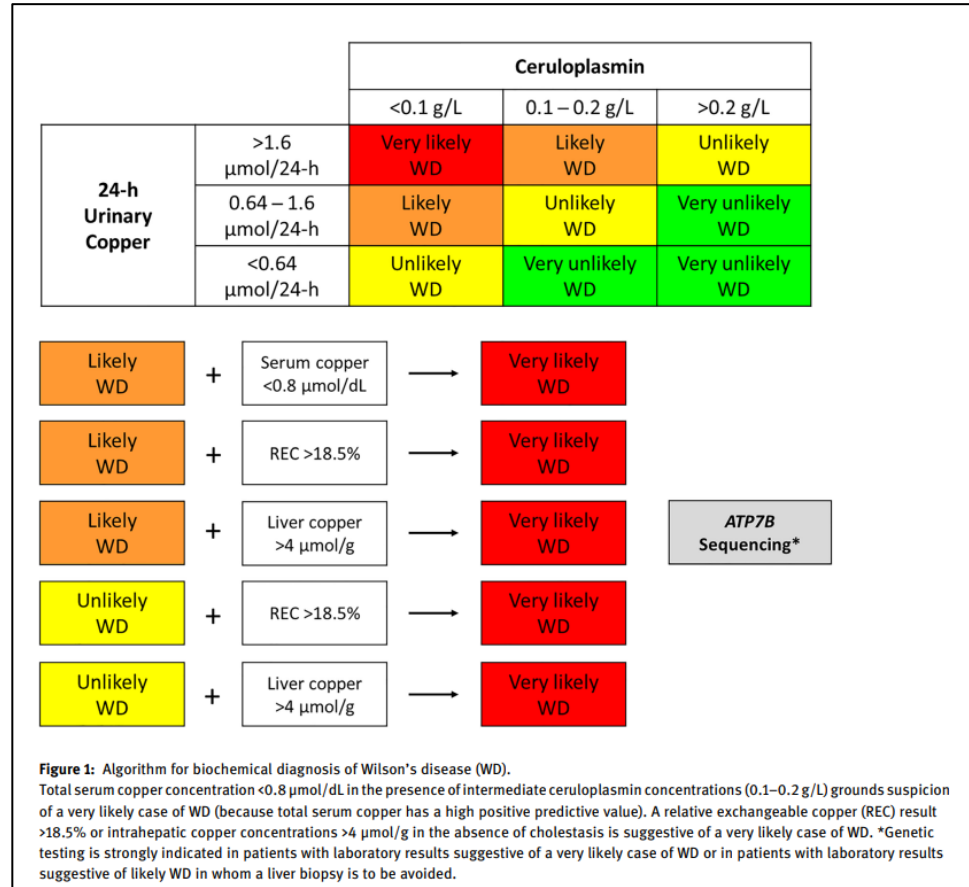 Ceruloplasmin
<0.1 g/L 0.1 – 0.2 g/L >0.2 g/L
24-h
Urinary
Copper
>1.6
µmol/24-h
Very likely
WD
Likely
WD
Unlikely
WD
0.64 – 1.6
µmol/24-h
Likely
WD
Unlikely
WD
Very unlikely
WD
<0.64
µmol/24-h
Unlikely
WD
Very unlikely
WD
Very unlikely
WD
Likely
WD
+
Serum copper
<0.8 µmol/dL
Very likely
WD
Likely
WD
+
REC >18.5%
Very likely
WD
Likely
WD
+
Liver copper
>4 µmol/g
Very likely
WD
ATP7B
Sequencing*
Unlikely
WD
+
REC >18.5%
Very likely
WD
Unlikely
WD
+
Liver copper
>4 µmol/g
Very likely
WD
Figure 1: Algorithm for biochemical diagnosis of Wilson’s disease (WD).
Total serum copper concentration <0.8 µmol/dL in the presence of intermediate ceruloplasmin concentrations (0.1–0.2 g/L) grounds suspicion
of a very likely case of WD (because total serum copper has a high positive predictive value). A relative exchangeable copper (REC) result
>18.5% or intrahepatic copper concentrations >4 µmol/g in the absence of cholestasis is suggestive of a very likely case of WD. *Genetic
testing is strongly indicated in patients with laboratory results suggestive of a very likely case of WD or in patients with laboratory results
suggestive of likely WD in whom a liver biopsy is to be avoided.